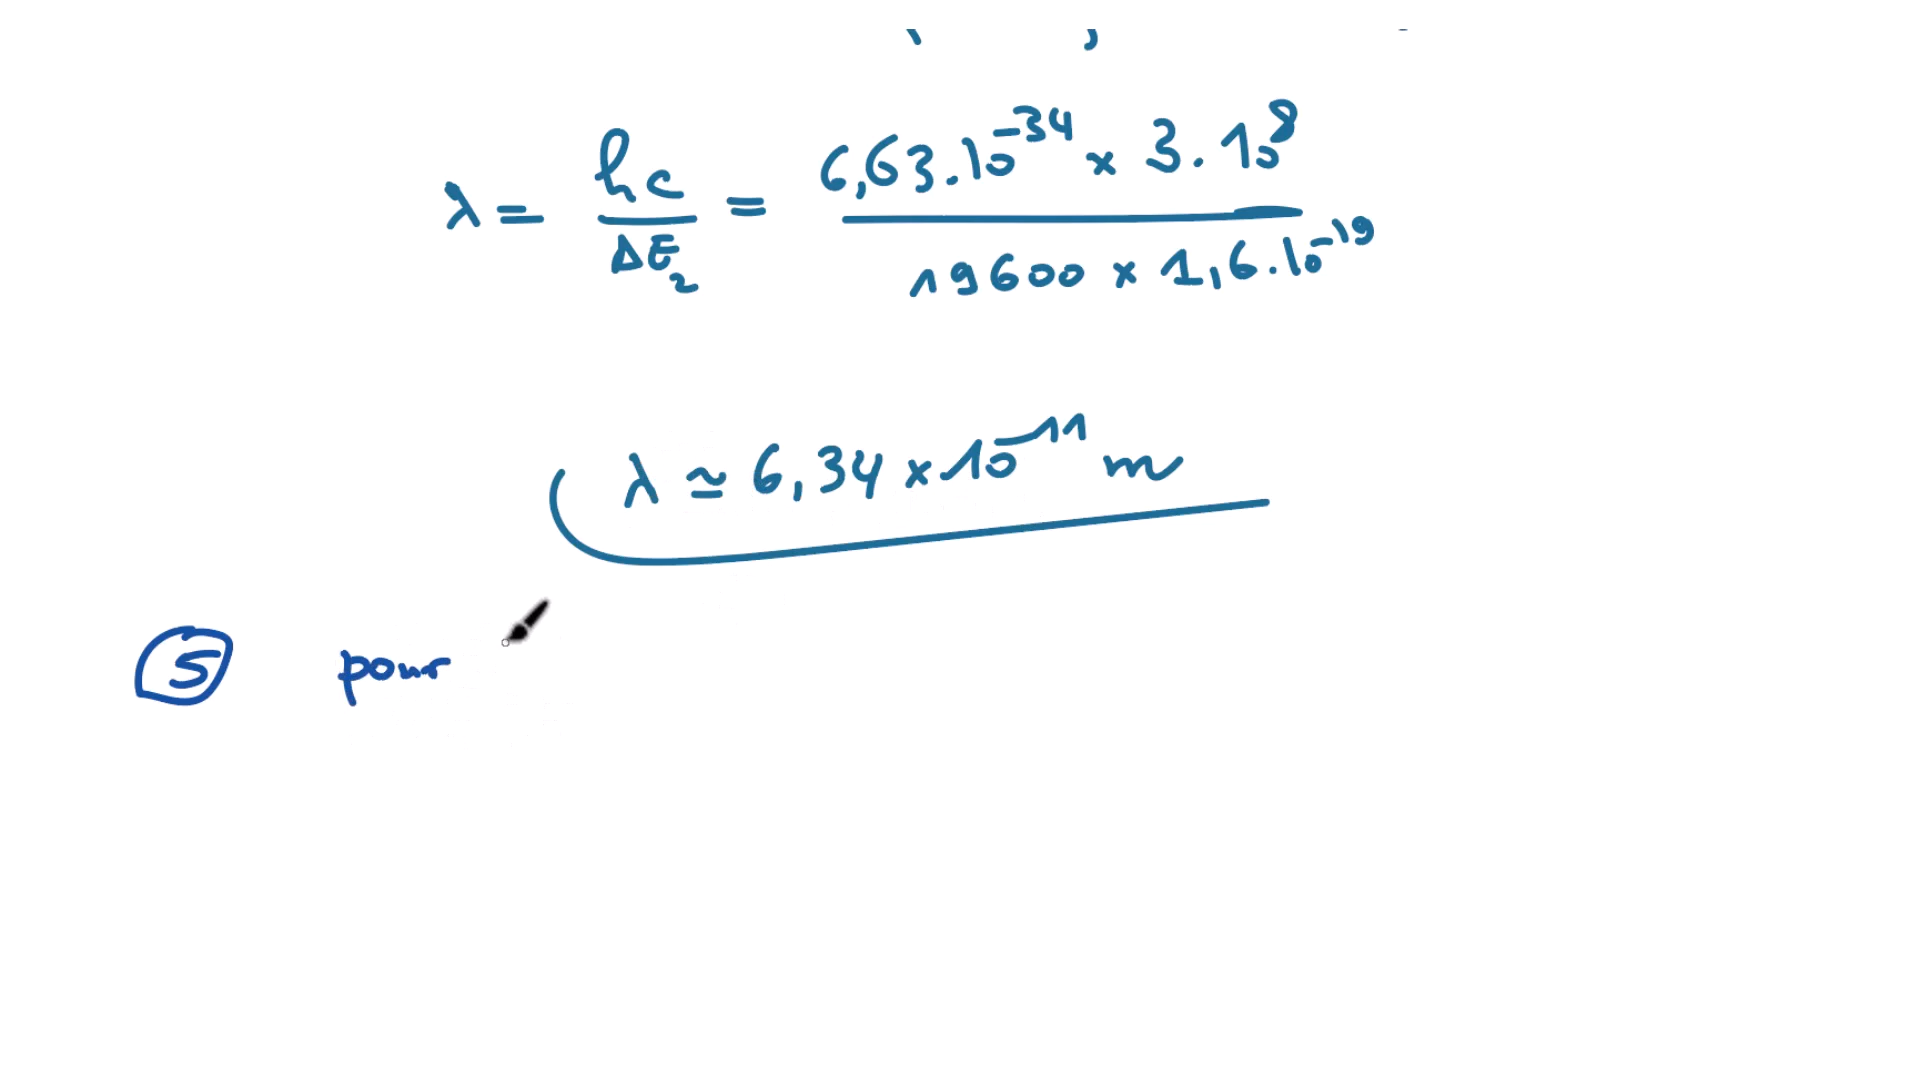 λ = hc / ΔE₂ = 6,63.10⁻³⁴ × 3.10⁸ / 19600 × 1,6.10⁻¹⁹
λ ≃ 6,34 × 10⁻¹¹ m
5 pour